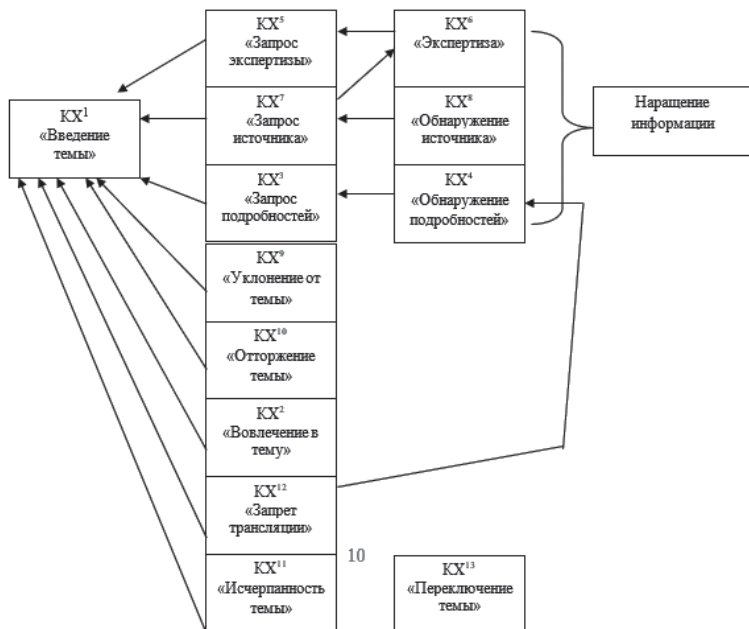 КХ⁵
«Запрос
экспертизы»
КХ⁶
«Экспертиза»
КХ¹
«Введение
темы»
КХ⁷
«Запрос
источника»
КХ⁸
«Обнаружение
источника»
Наращение
информации
КХ³
«Запрос
подробностей»
КХ⁴
«Обнаружение
подробностей»
КХ⁹
«Уклонение от
темы»
КХ¹⁰
«Отторжение
темы»
КХ²
«Вовлечение в
тему»
КХ¹²
«Запрет
трансляции»
10
КХ¹¹
«Исчерпанность
темы»
КХ¹³
«Переключение
темы»